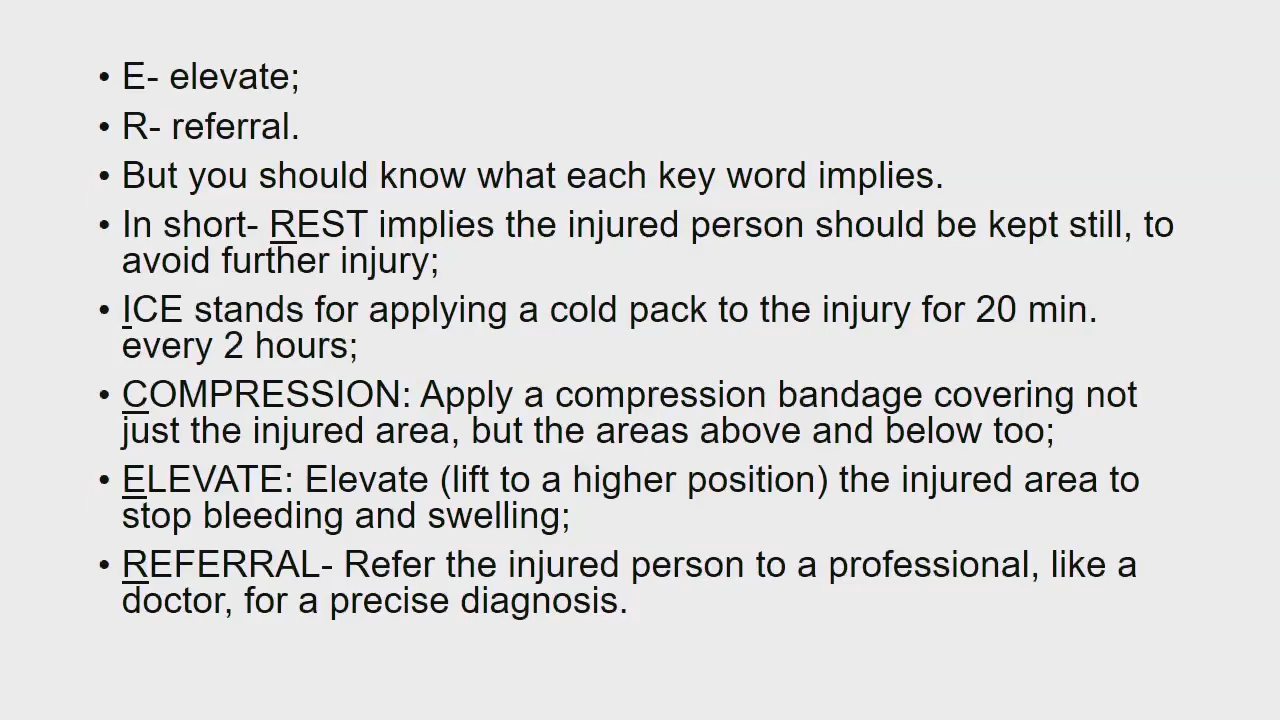 • E- elevate;
• R- referral.
• But you should know what each key word implies.
• In short- REST implies the injured person should be kept still, to
avoid further injury;
• ICE stands for applying a cold pack to the injury for 20 min.
every 2 hours;
• COMPRESSION: Apply a compression bandage covering not
just the injured area, but the areas above and below too;
• ELEVATE: Elevate (lift to a higher position) the injured area to
stop bleeding and swelling;
• REFERRAL- Refer the injured person to a professional, like a
doctor, for a precise diagnosis.